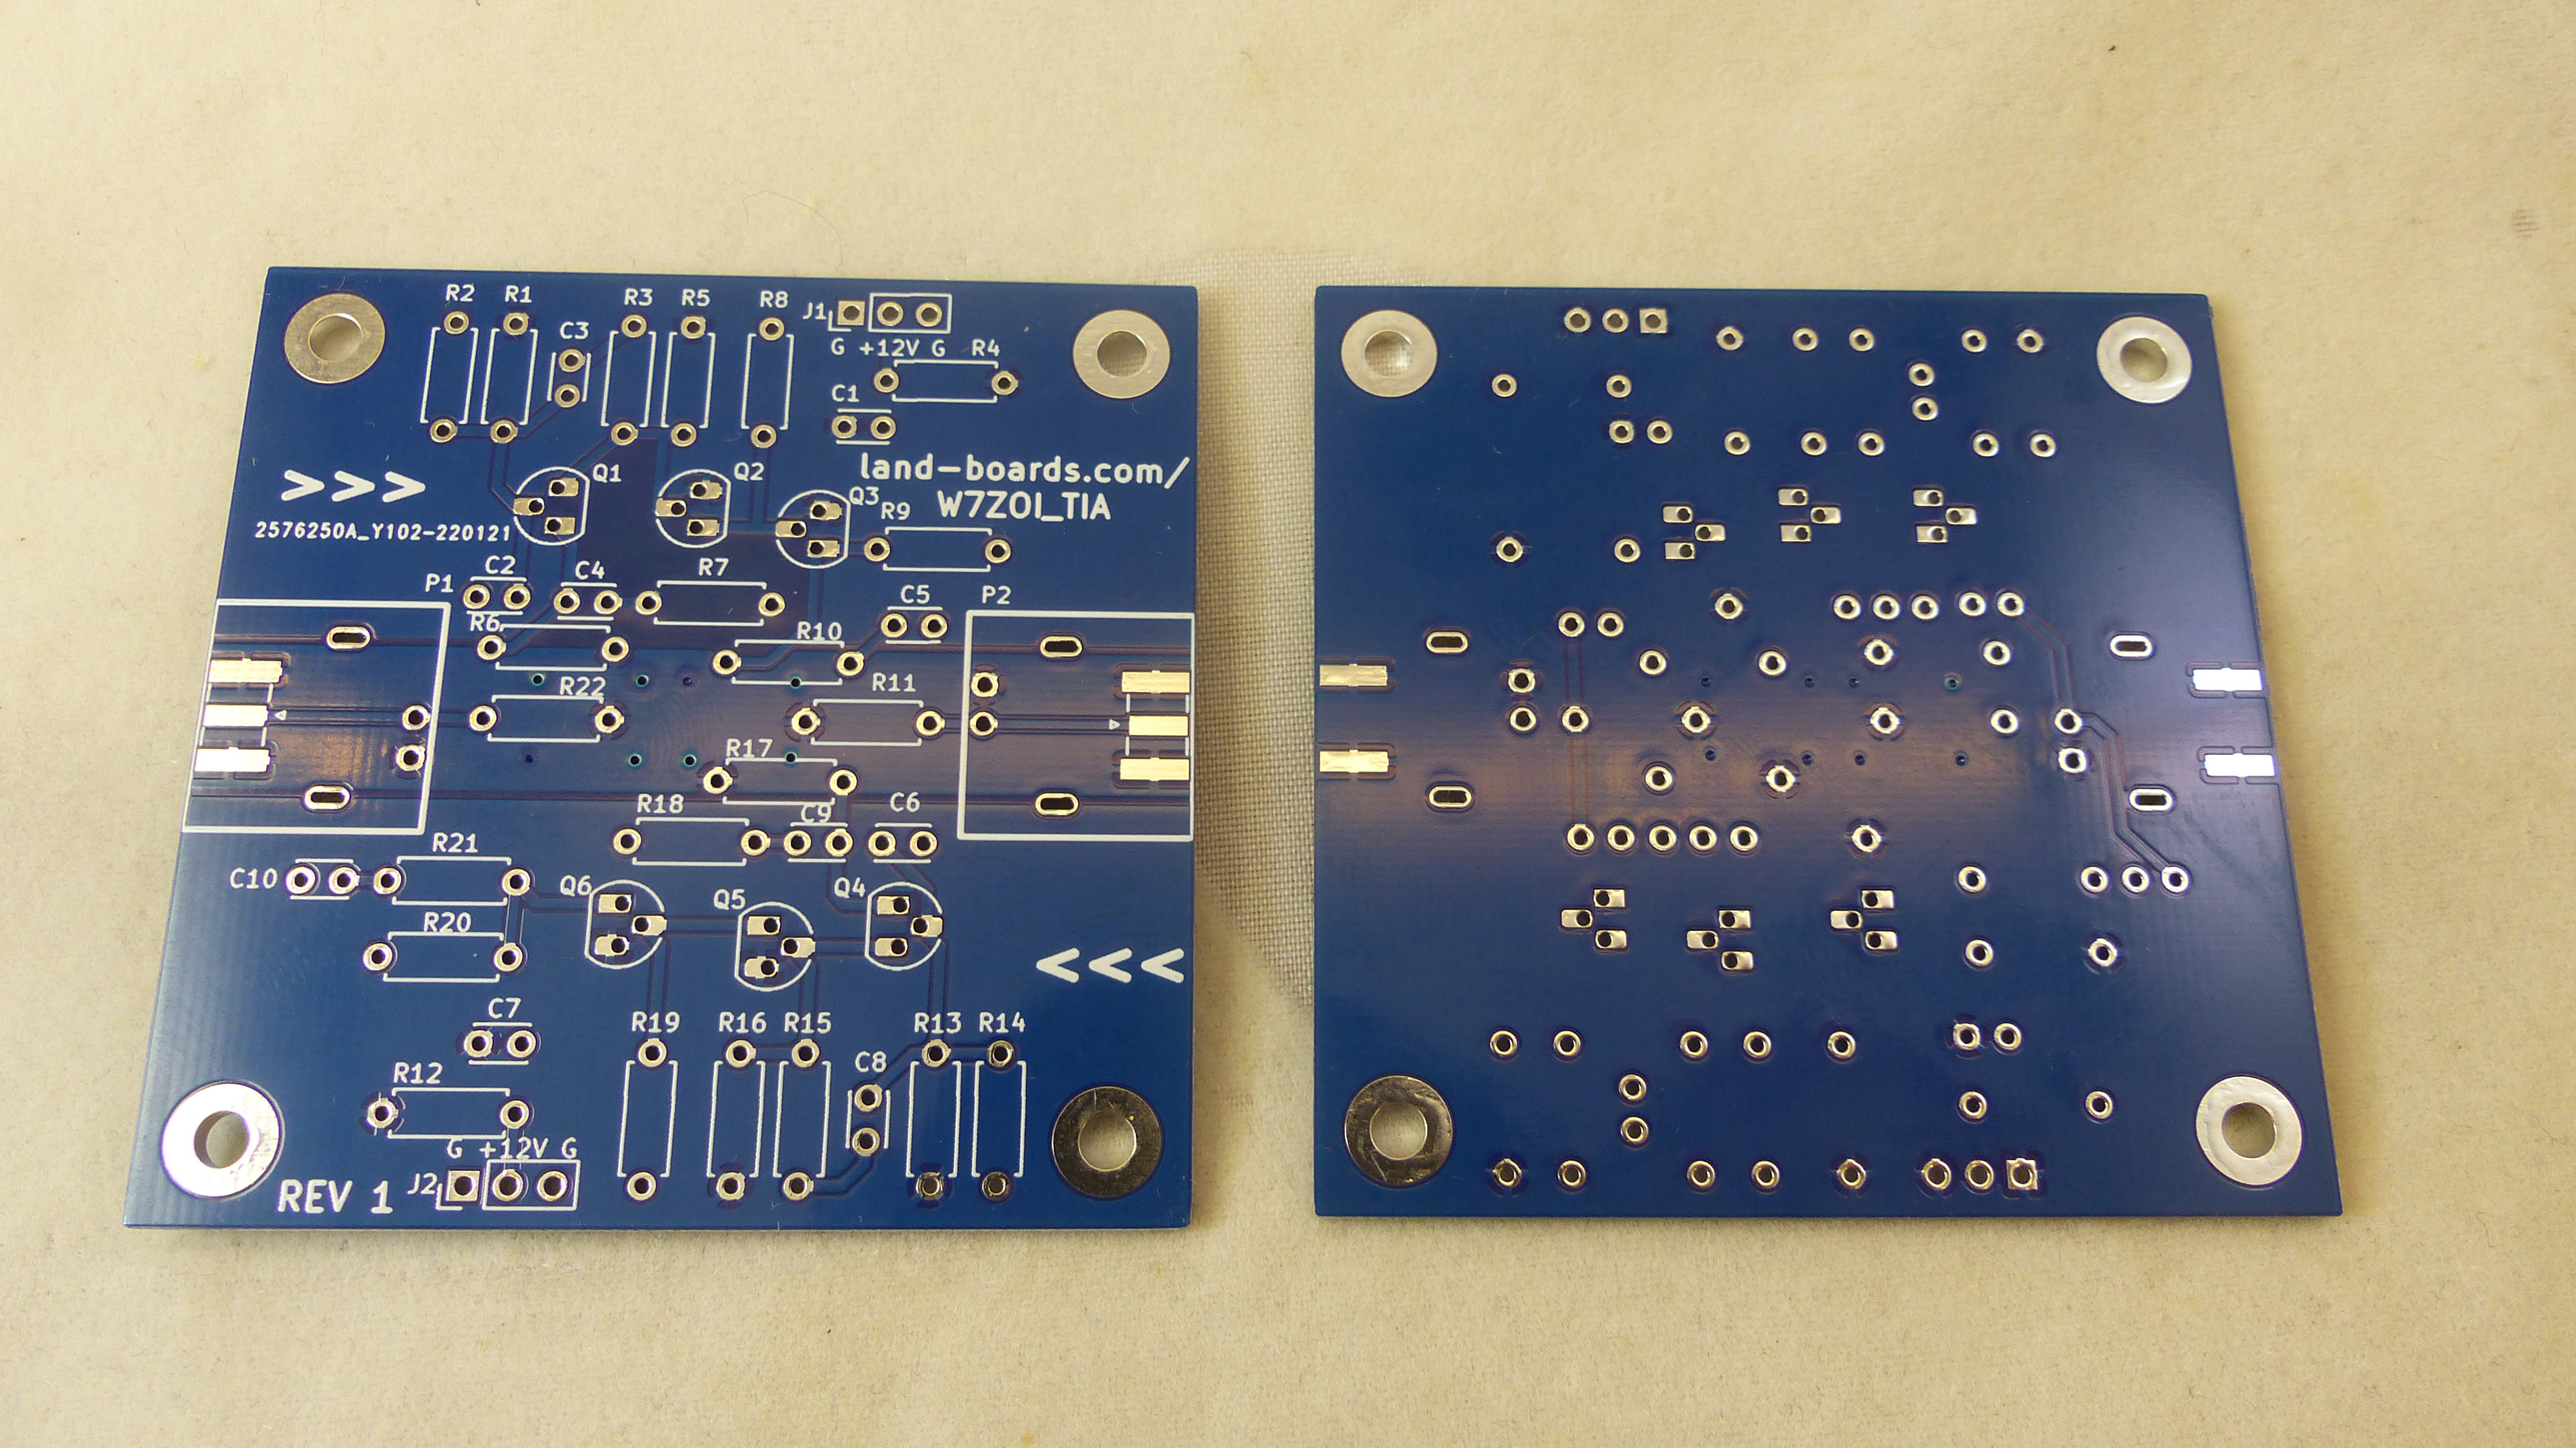 R2 R1 R3 R5 R8 J1
C3
G +12V G R4
C1
land-boards.com/
W7ZOI_TIA
>>>
Q1 Q2 Q3 R9
2576250A_Y102-220121
P1 C2 C4 R7 C5 P2
R6 R10
R22 R11
R17
R18 C9 C6
R21
C10 Q6 Q5 Q4
R20
<<<
C7
R19 R16 R15 R13 R14
R12 C8
G +12V G
REV 1 J2